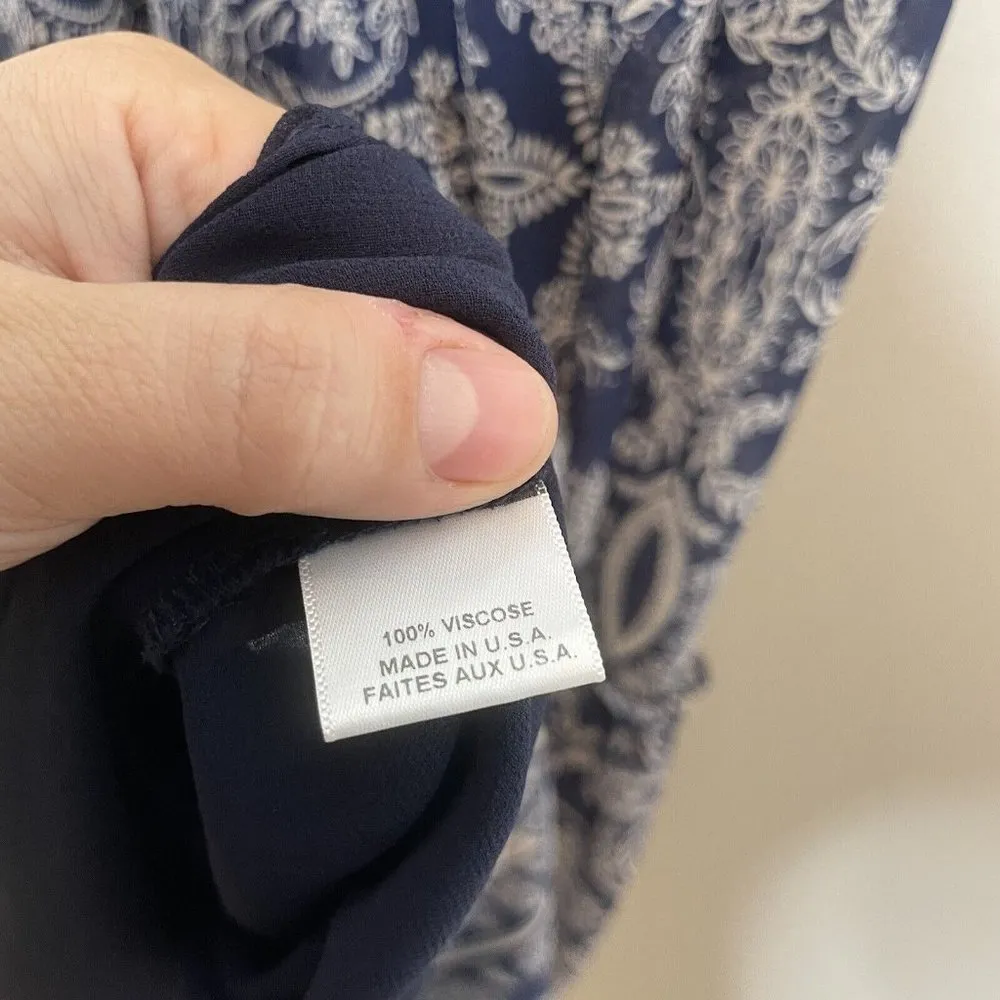 100% VISCOSE
MADE IN U.S.A.
FAITES AUX U.S.A.